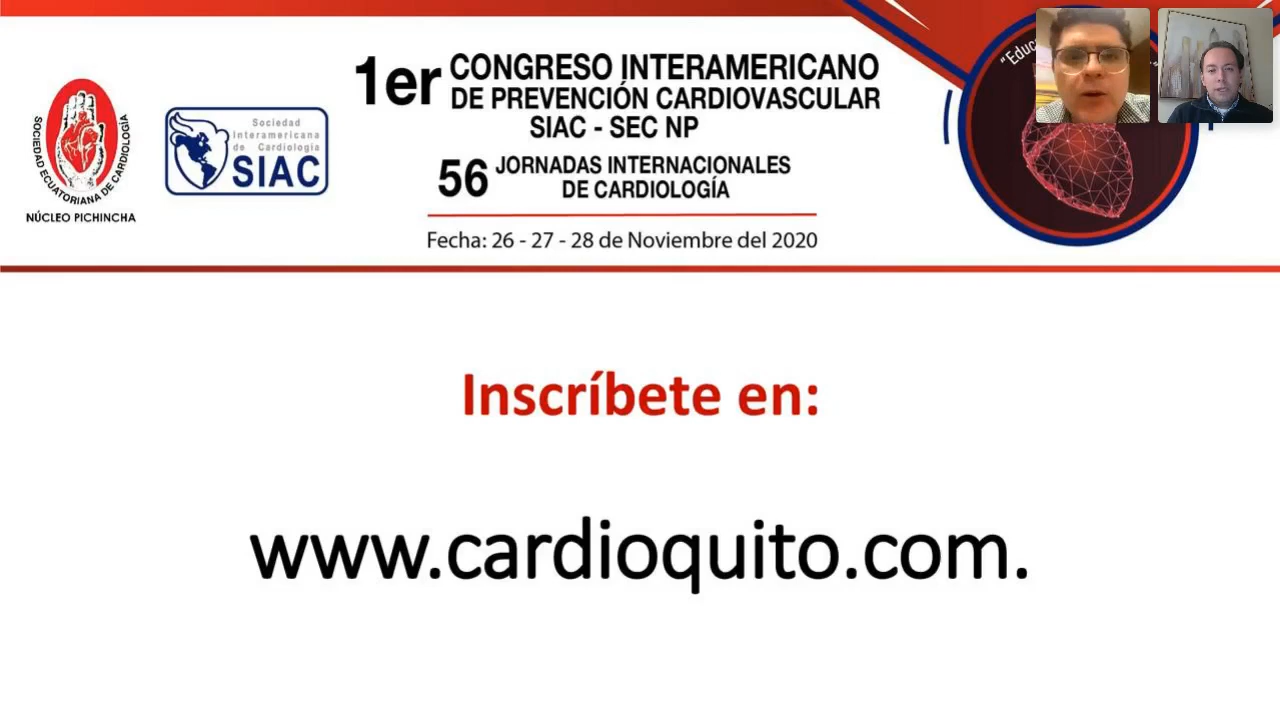 1er
CONGRESO INTERAMERICANO
DE PREVENCIÓN CARDIOVASCULAR
SIAC - SEC NP
56
JORNADAS INTERNACIONALES
DE CARDIOLOGÍA
Fecha: 26 - 27 - 28 de Noviembre del 2020
SOCIEDAD ECUATORIANA DE CARDIOLOGÍA
NÚCLEO PICHINCHA
Sociedad
Interamericana
de Cardiología
SIAC
Inscríbete en:
www.cardioquito.com.